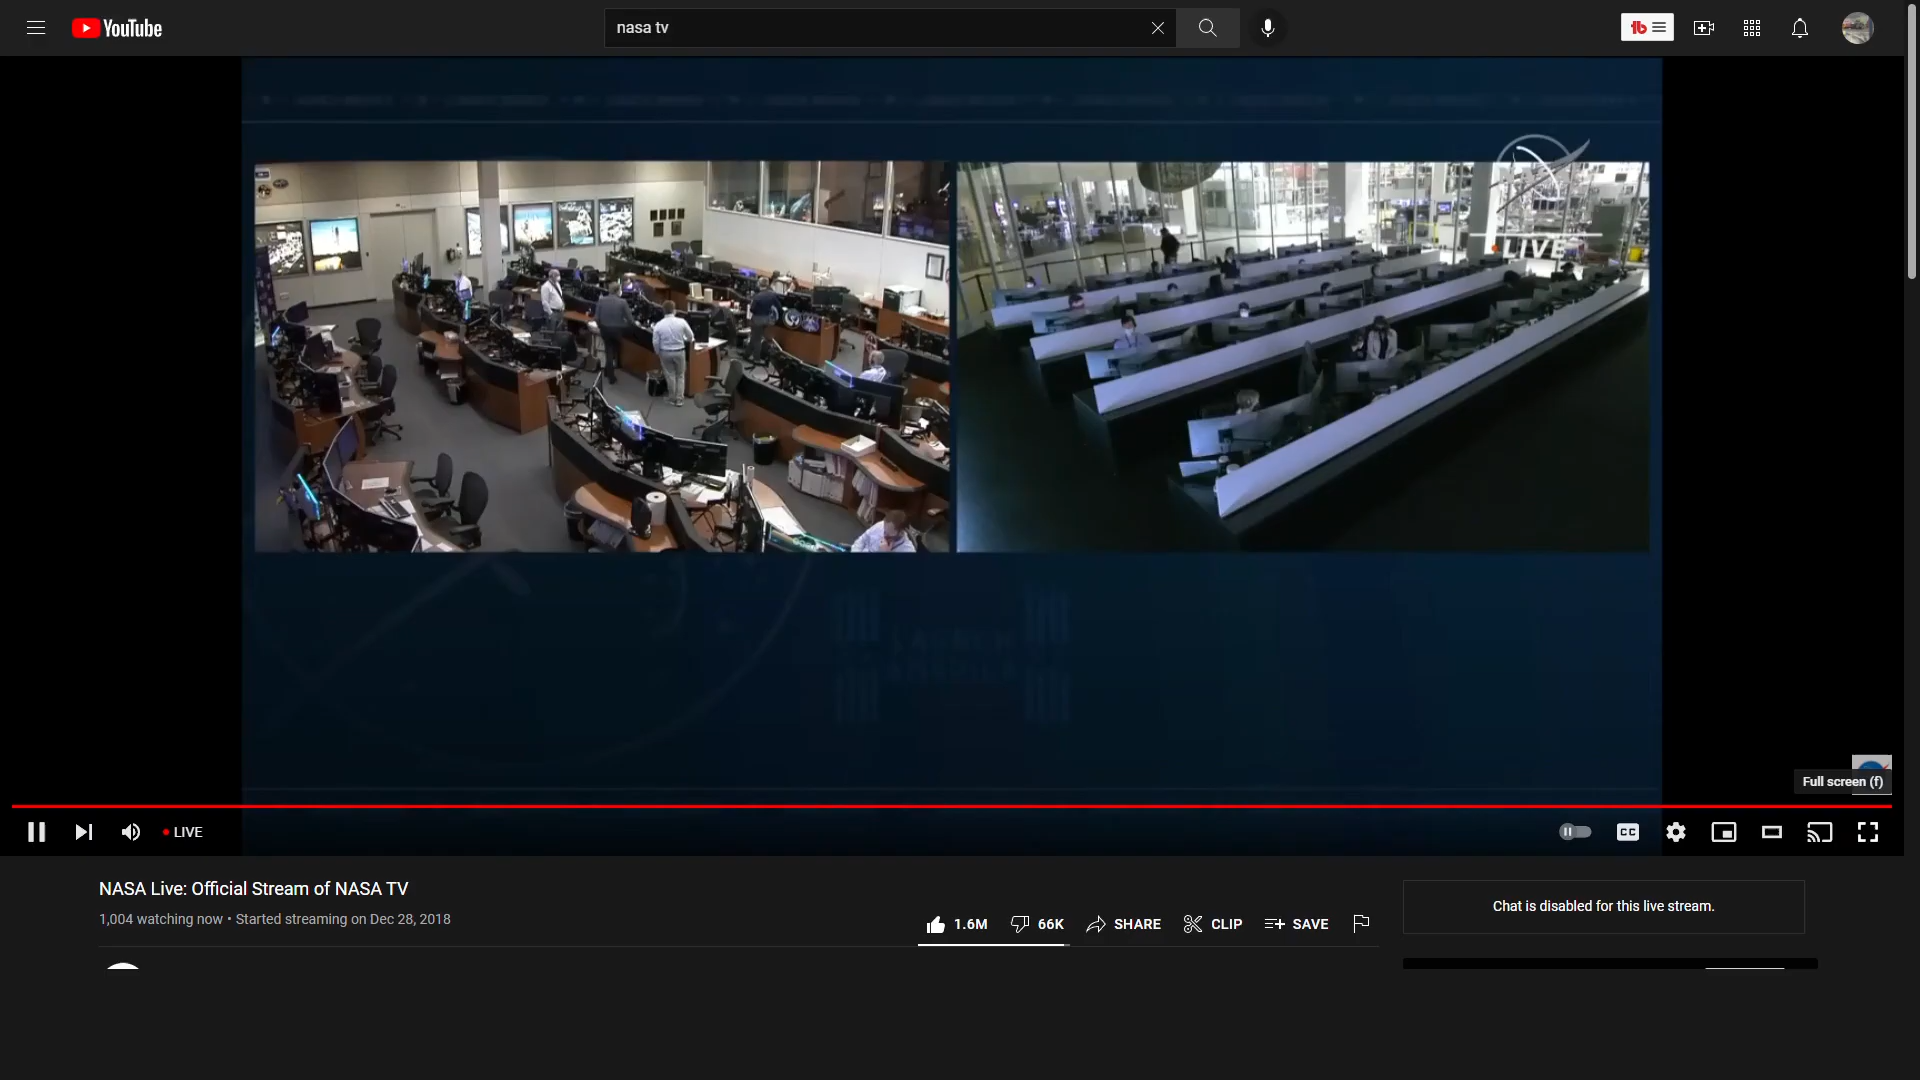 YouTube
nasa tv
LIVE
Full screen (f)
LIVE
CC
NASA Live: Official Stream of NASA TV
1,004 watching now • Started streaming on Dec 28, 2018
1.6M
66K
SHARE
CLIP
SAVE
Chat is disabled for this live stream.